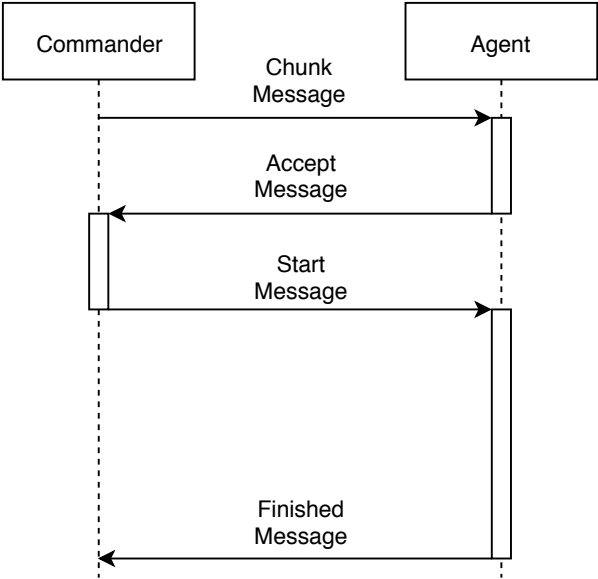 Commander
Agent
Chunk
Message
Accept
Message
Start
Message
Finished
Message